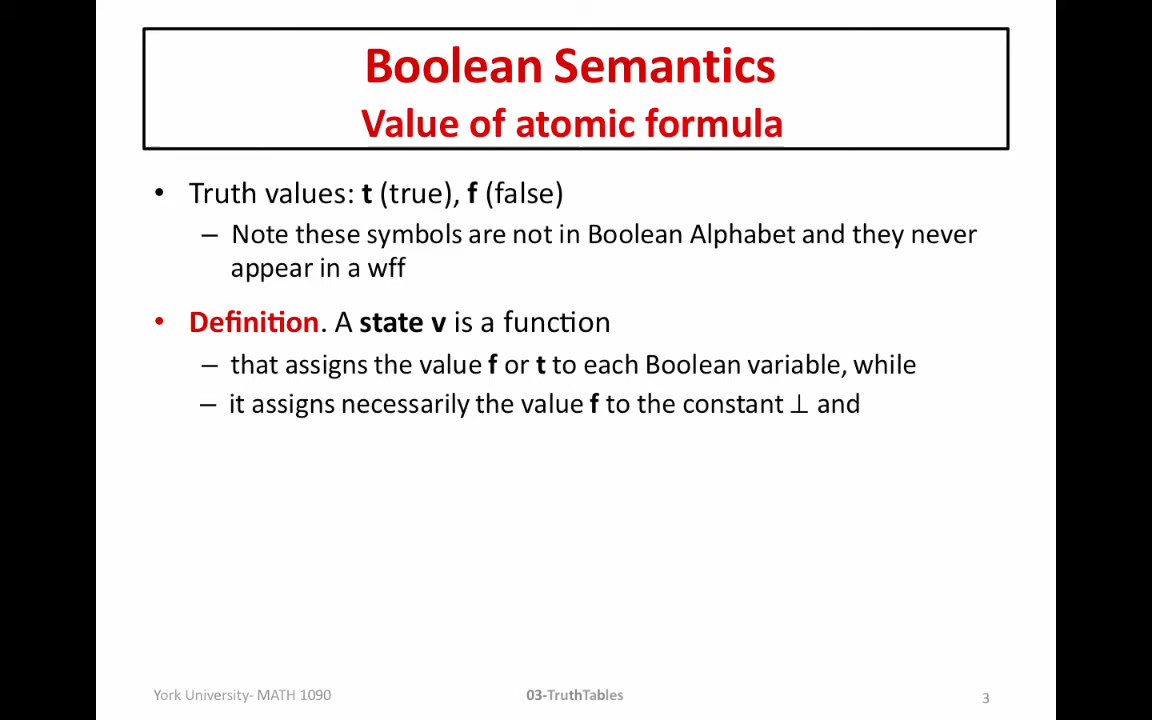 Boolean Semantics
Value of atomic formula
• Truth values: t (true), f (false)
– Note these symbols are not in Boolean Alphabet and they never
appear in a wff
• Definition. A state v is a function
– that assigns the value f or t to each Boolean variable, while
– it assigns necessarily the value f to the constant ⊥ and
York University- MATH 1090
03-TruthTables
3